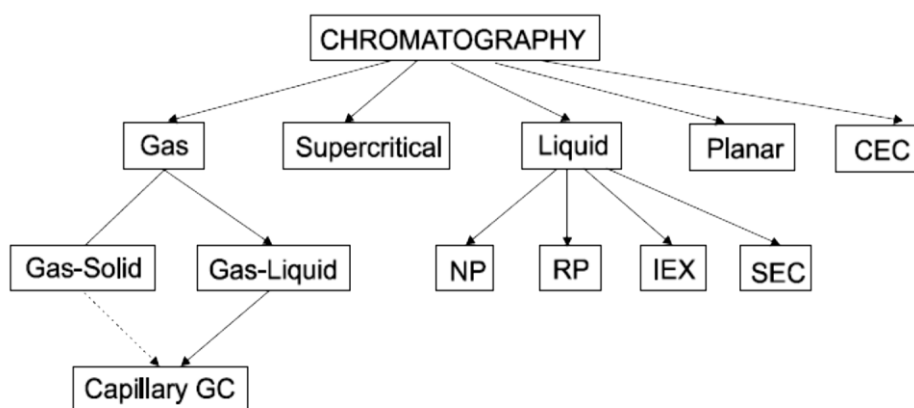 CHROMATOGRAPHY
Gas
Supercritical
Liquid
Planar
CEC
Gas-Solid
Gas-Liquid
NP
RP
IEX
SEC
Capillary GC